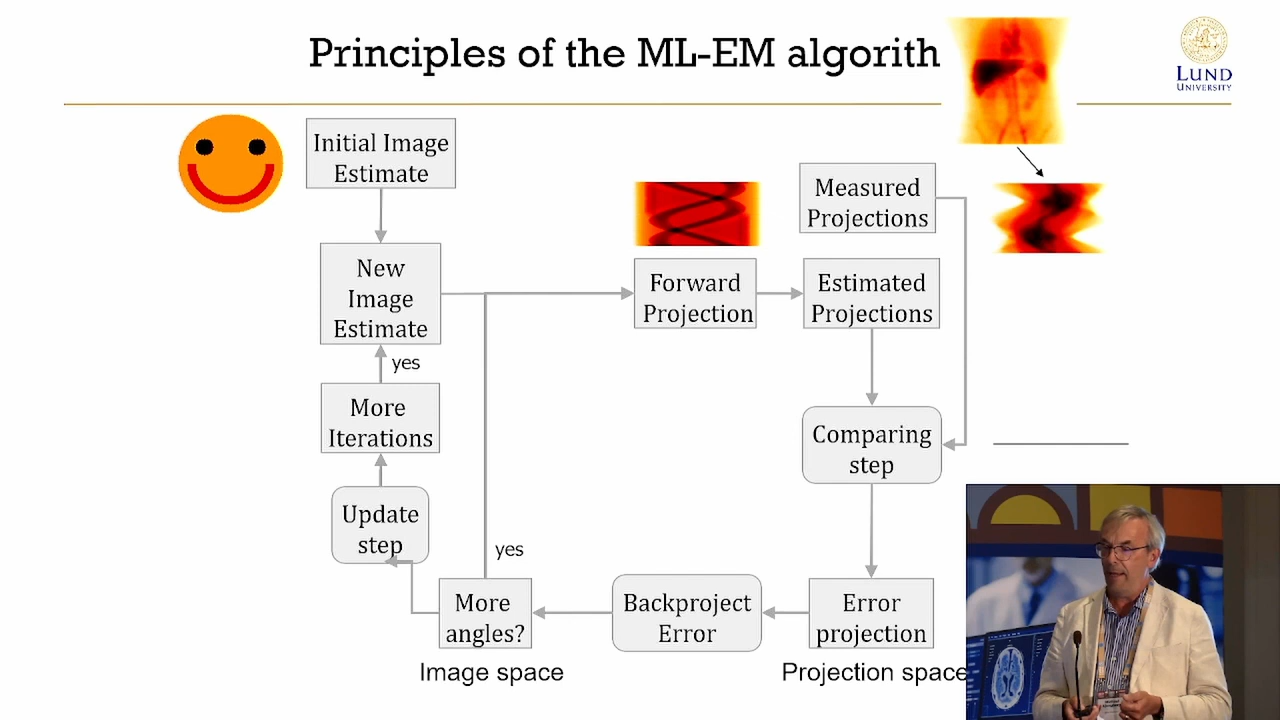 Principles of the ML-EM algorith
LUND
UNIVERSITY
Initial Image
Estimate
New
Image
Estimate
yes
More
Iterations
Update
step
More
angles?
yes
Image space
Forward
Projection
Measured
Projections
Estimated
Projections
Comparing
step
Error
projection
Backproject
Error
Projection space